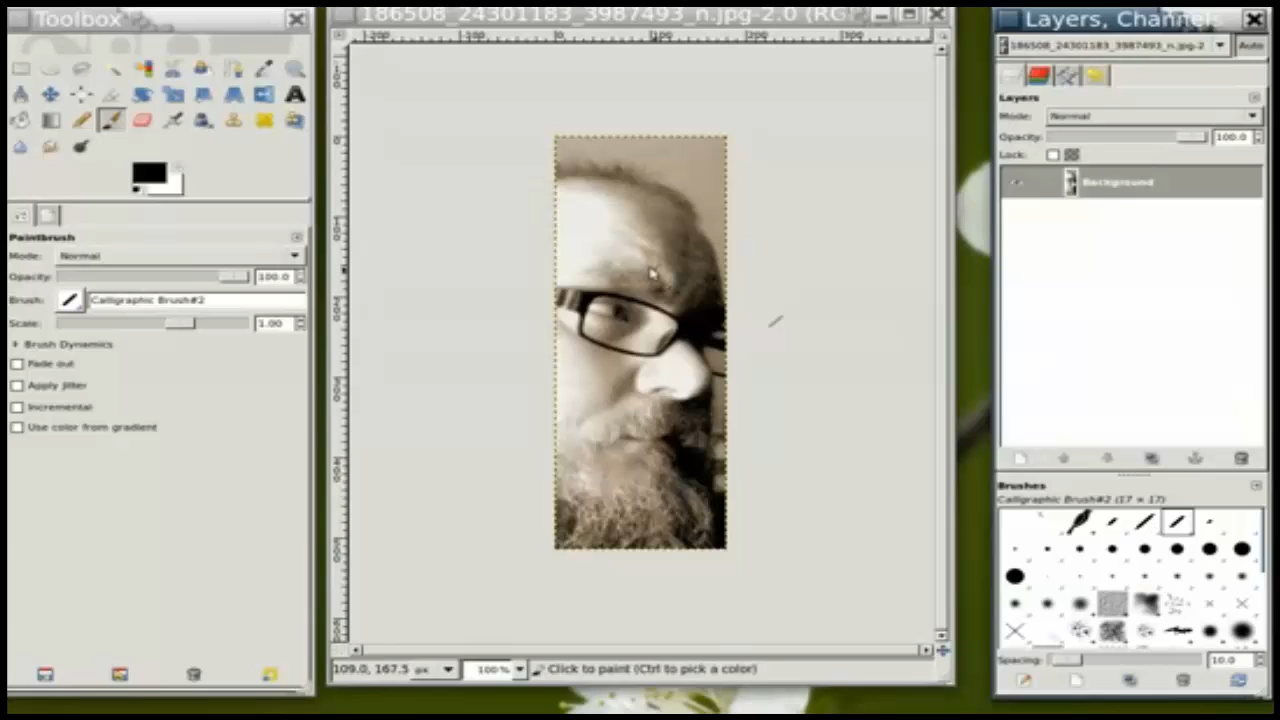 Toolbox
186508_24301183_3987493_n.jpg-2.0 (RG
Layers, Channels
186508_24301183_3987493_n.jpg-2
Auto
Layers
Mode: Normal
Opacity: 100.0
Lock:
Background
Paintbrush
Mode: Normal
Opacity: 100.0
Brush: Calligraphic Brush#2
Scale: 1.00
Brush Dynamics
Fade out
Apply Jitter
Incremental
Use color from gradient
Brushes
Calligraphic Brush#2 (17 × 17)
Spacing: 10.0
109.0, 167.5 px 100% Click to paint (Ctrl to pick a color)